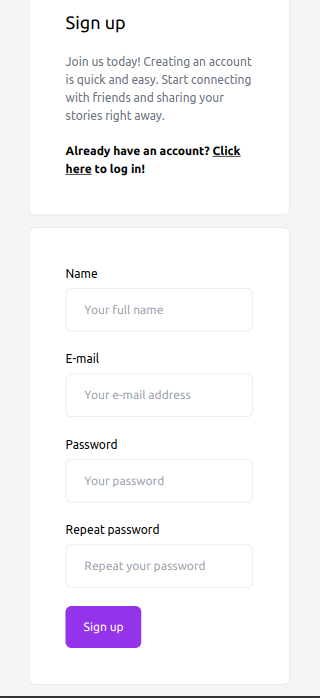 Sign up
Join us today! Creating an account
is quick and easy. Start connecting
with friends and sharing your
stories right away.
Already have an account? Click
here to log in!
Name
Your full name
E-mail
Your e-mail address
Password
Your password
Repeat password
Repeat your password
Sign up